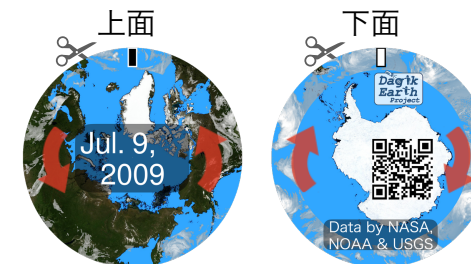 上面
下面
Jul. 9,
2009
Dagik
Earth
Project
Data by NASA,
NOAA & USGS